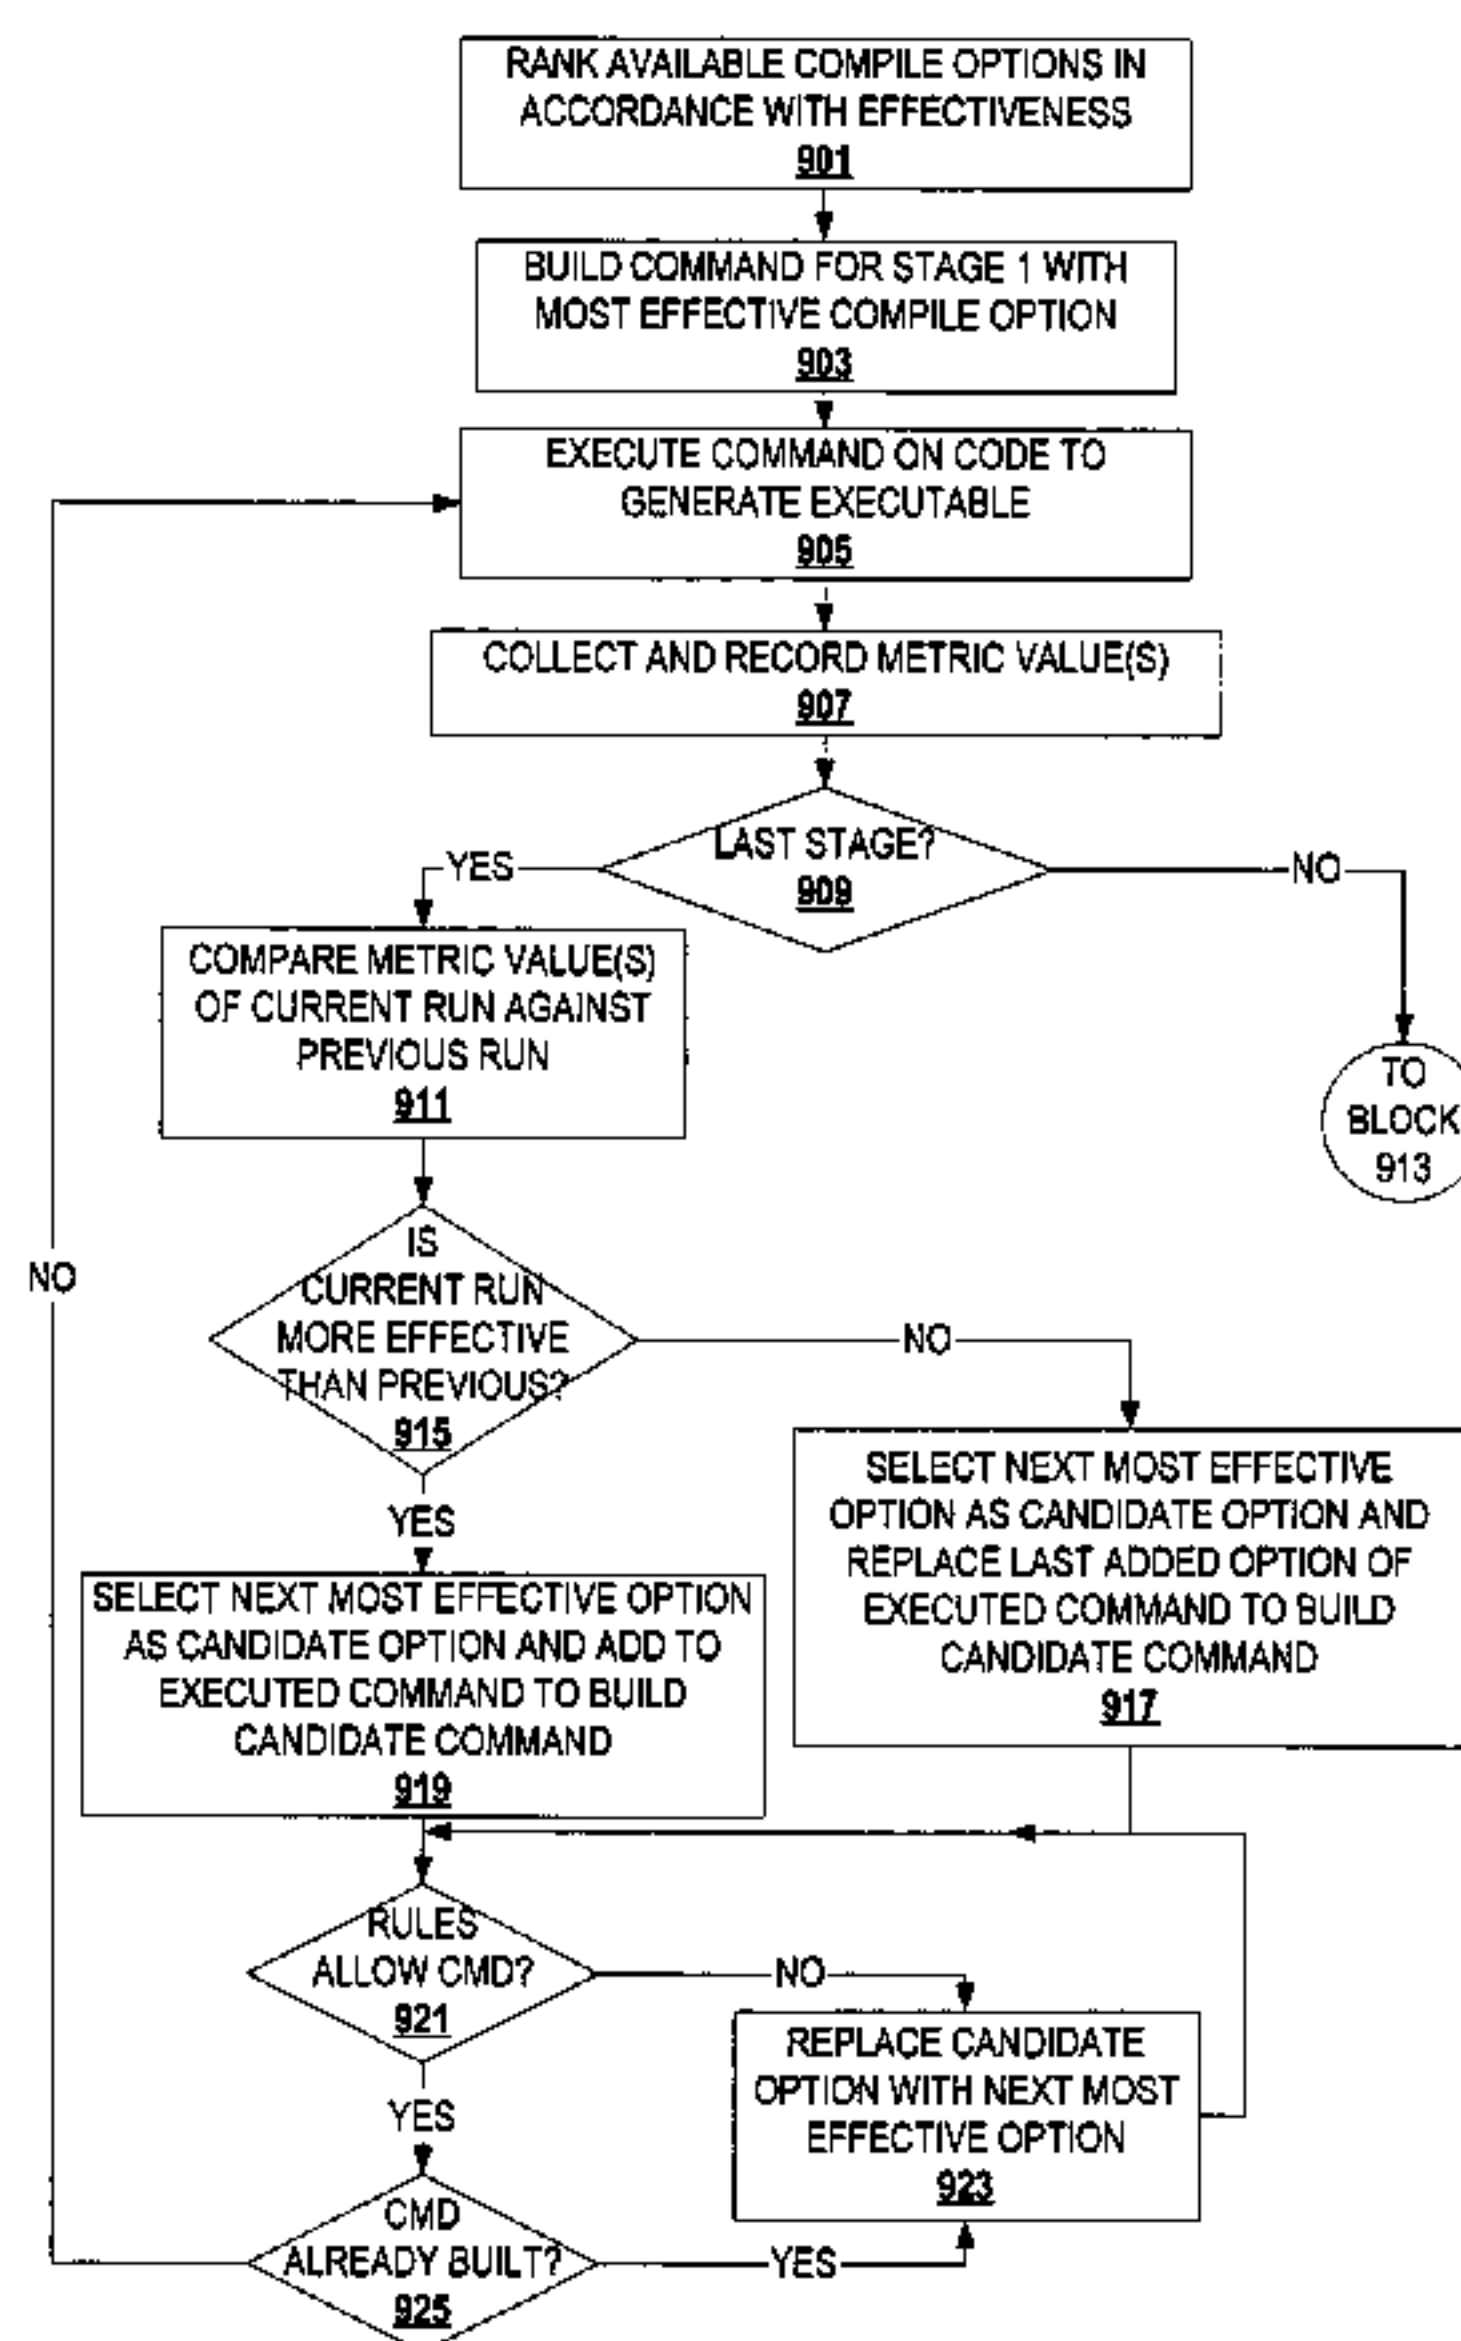 RANK AVAILABLE COMPILE OPTIONS IN
ACCORDANCE WITH EFFECTIVENESS
901
BUILD COMMAND FOR STAGE 1 WITH
MOST EFFECTIVE COMPILE OPTION
903
EXECUTE COMMAND ON CODE TO
GENERATE EXECUTABLE
905
COLLECT AND RECORD METRIC VALUE(S)
907
LAST STAGE?
909
YES
NO
COMPARE METRIC VALUE(S)
OF CURRENT RUN AGAINST
PREVIOUS RUN
911
TO
BLOCK
913
IS
CURRENT RUN
MORE EFFECTIVE
THAN PREVIOUS?
915
NO
NO
YES
SELECT NEXT MOST EFFECTIVE
OPTION AS CANDIDATE OPTION AND
REPLACE LAST ADDED OPTION OF
EXECUTED COMMAND TO BUILD
CANDIDATE COMMAND
917
SELECT NEXT MOST EFFECTIVE OPTION
AS CANDIDATE OPTION AND ADD TO
EXECUTED COMMAND TO BUILD
CANDIDATE COMMAND
919
RULES
ALLOW CMD?
921
NO
YES
REPLACE CANDIDATE
OPTION WITH NEXT MOST
EFFECTIVE OPTION
923
CMD
ALREADY BUILT?
925
YES